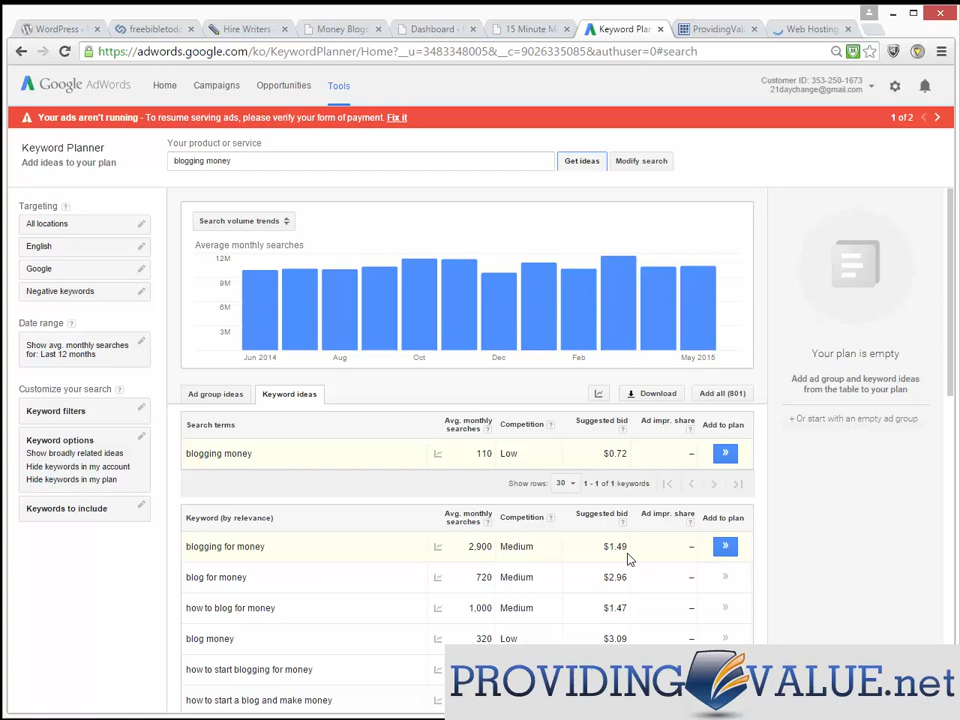 WordPress
freebibletod
Hire Writers
Money Blogs
Dashboard
15 Minute M
Keyword Plan
ProvidingVal
Web Hosting
https://adwords.google.com/ko/KeywordPlanner/Home?__u=3483348005&__c=9026335085&authuser=0#search
Google AdWords
Home
Campaigns
Opportunities
Tools
Customer ID: 353-250-1673
21daychange@gmail.com
Your ads aren't running - To resume serving ads, please verify your form of payment. Fix it
1 of 2
Keyword Planner
Add ideas to your plan
Your product or service
blogging money
Get ideas
Modify search
Targeting ?
All locations
English
Google
Negative keywords
Date range ?
Show avg. monthly searches
for: Last 12 months
Customize your search ?
Keyword filters
Keyword options
Show broadly related ideas
Hide keywords in my account
Hide keywords in my plan
Keywords to include
Search volume trends
Average monthly searches
12M
9M
6M
3M
Jun 2014 Aug Oct Dec Feb May 2015
Ad group ideas
Keyword ideas
Download
Add all (801)
Search terms Avg. monthly searches ? Competition ? Suggested bid ? Ad impr. share ? Add to plan
blogging money 110 Low $0.72 – »
Show rows: 30 1 - 1 of 1 keywords
Keyword (by relevance) Avg. monthly searches ? Competition ? Suggested bid ? Ad impr. share ? Add to plan
blogging for money 2,900 Medium $1.49 – »
blog for money 720 Medium $2.96 – »
how to blog for money 1,000 Medium $1.47 – »
blog money 320 Low $3.09 – »
how to start blogging for money
how to start a blog and make money
Your plan is empty
Add ad group and keyword ideas
from the table to your plan
+ Or start with an empty ad group
PROVIDING VALUE.net